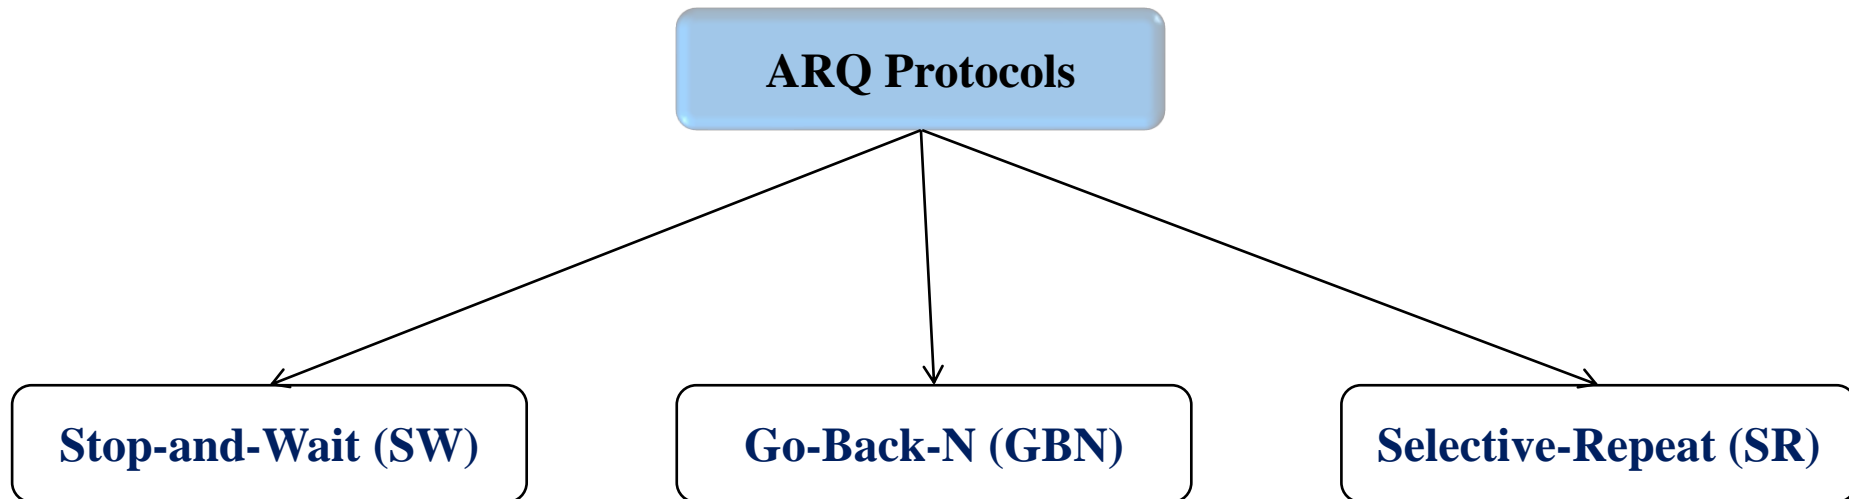 ARQ Protocols
Stop-and-Wait (SW)
Go-Back-N (GBN)
Selective-Repeat (SR)